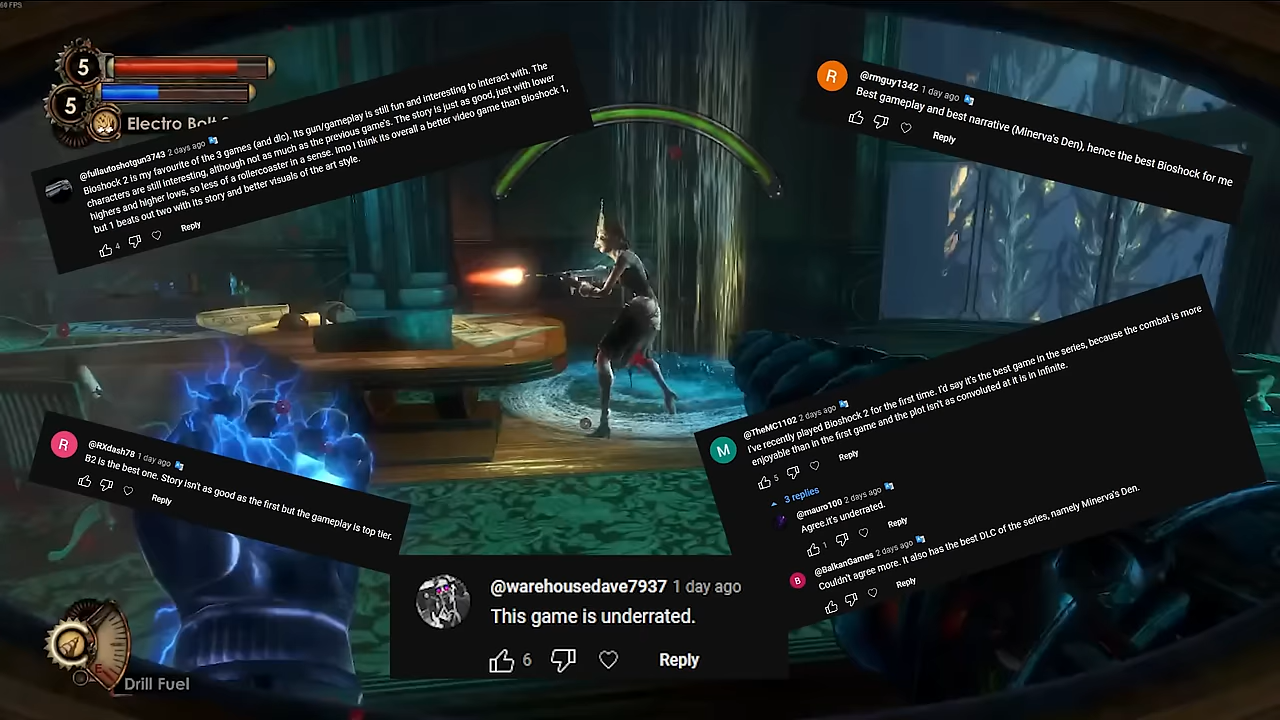 60 FPS
5
5
Electro Bolt
@fullautoshotgun3743 2 days ago
Bioshock 2 is my favourite of the 3 games (and dlc). Its gun/gameplay is still fun and interesting to interact with. The
characters are still interesting, although not as much as the previous game's. The story is just as good, just with lower
highers and higher lows, so less of a rollercoaster in a sense. Imo I think its overall a better video game than Bioshock 1,
but 1 beats out two with its story and better visuals of the art style.
4 Reply
R
@rmguy1342 1 day ago
Best gameplay and best narrative (Minerva's Den), hence the best Bioshock for me
Reply
R
@RXdash78 1 day ago
B2 is the best one. Story isn't as good as the first but the gameplay is top tier.
Reply
M
@TheMC1102 2 days ago
I've recently played Bioshock 2 for the first time. I'd say it's the best game in the series, because the combat is more
enjoyable than in the first game and the plot isn't as convoluted at it is in Infinite.
5 Reply
3 replies
@mauro100 2 days ago
Agree.It's underrated.
1 Reply
B
@BalkanGames 2 days ago
Couldn't agree more. It also has the best DLC of the series, namely Minerva's Den.
Reply
@warehousedave7937 1 day ago
This game is underrated.
6 Reply
E
Drill Fuel